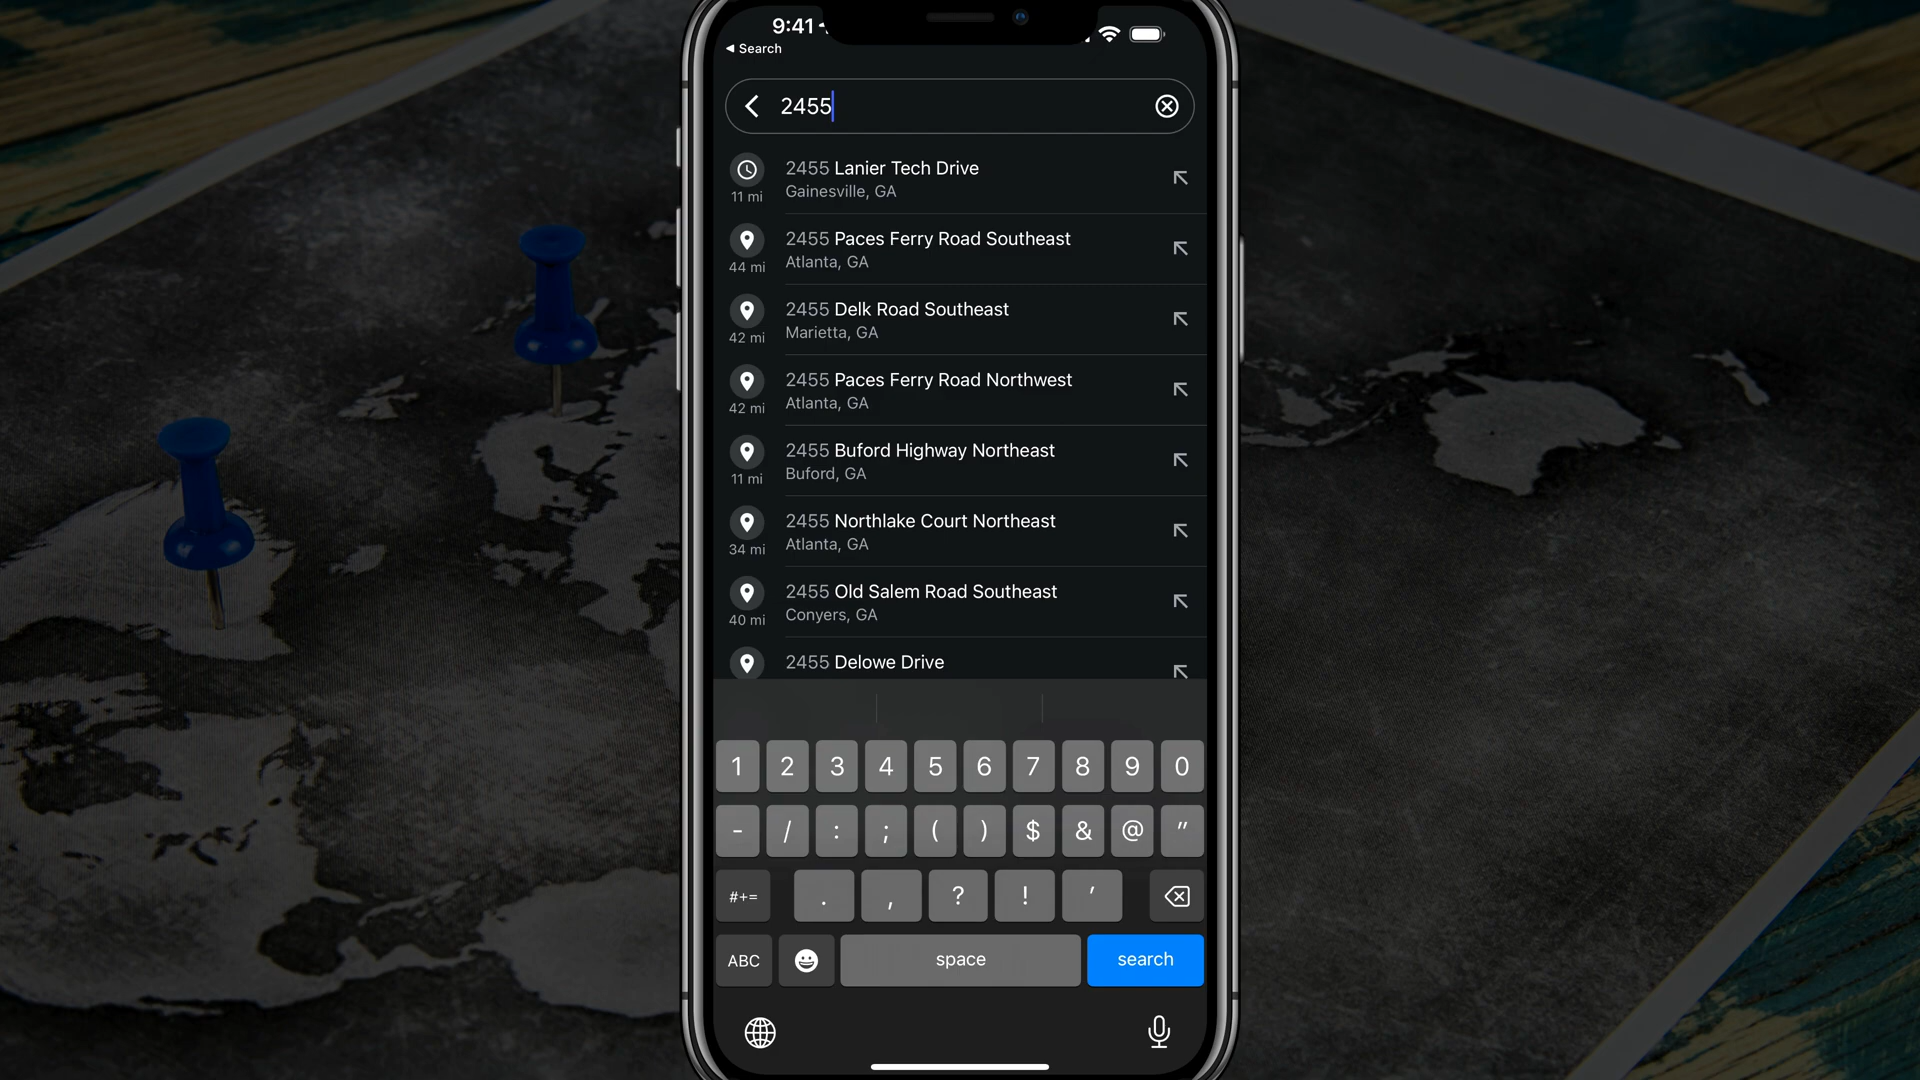 9:41
◀ Search
2455
2455 Lanier Tech Drive
11 mi
Gainesville, GA
2455 Paces Ferry Road Southeast
44 mi
Atlanta, GA
2455 Delk Road Southeast
42 mi
Marietta, GA
2455 Paces Ferry Road Northwest
42 mi
Atlanta, GA
2455 Buford Highway Northeast
11 mi
Buford, GA
2455 Northlake Court Northeast
34 mi
Atlanta, GA
2455 Old Salem Road Southeast
40 mi
Conyers, GA
2455 Delowe Drive
1 2 3 4 5 6 7 8 9 0
- / : ; ( ) $ & @ "
#+= . , ? ! '
ABC space search